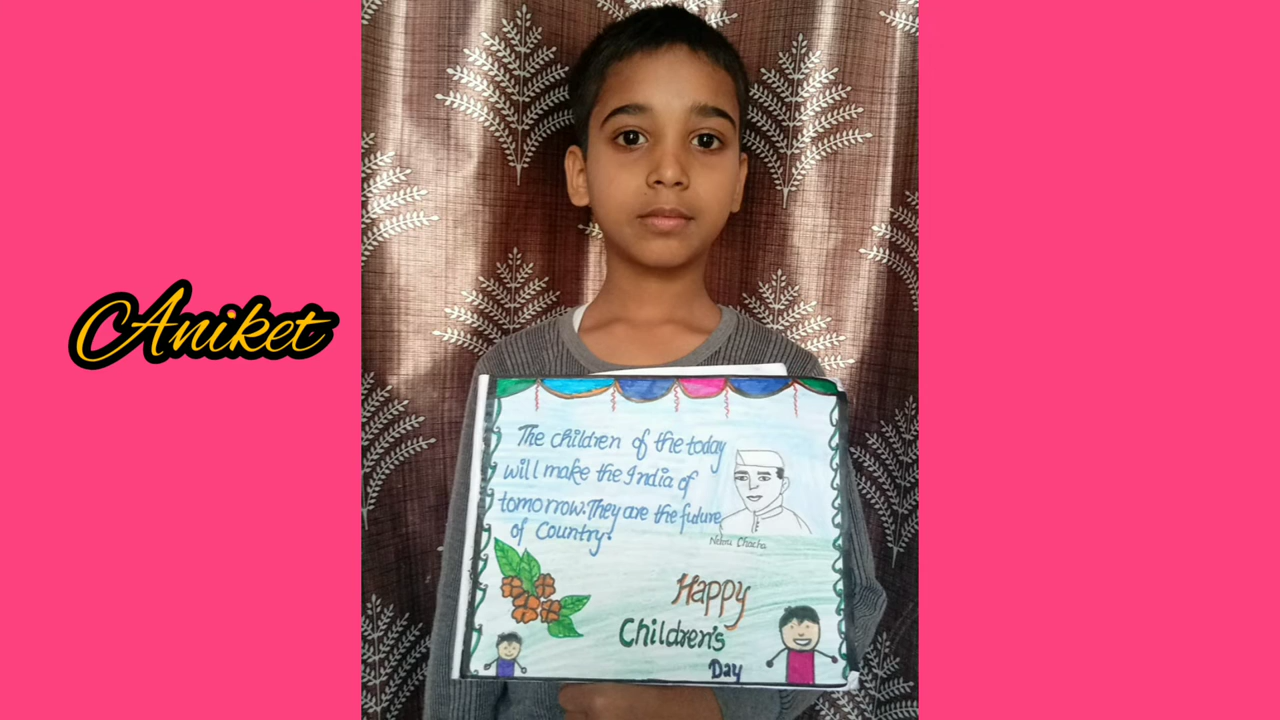 Aniket
The children of the today
will make the India of
tomorrow. They are the future
of Country.
Nehru Chacha
Happy
Children's
Day